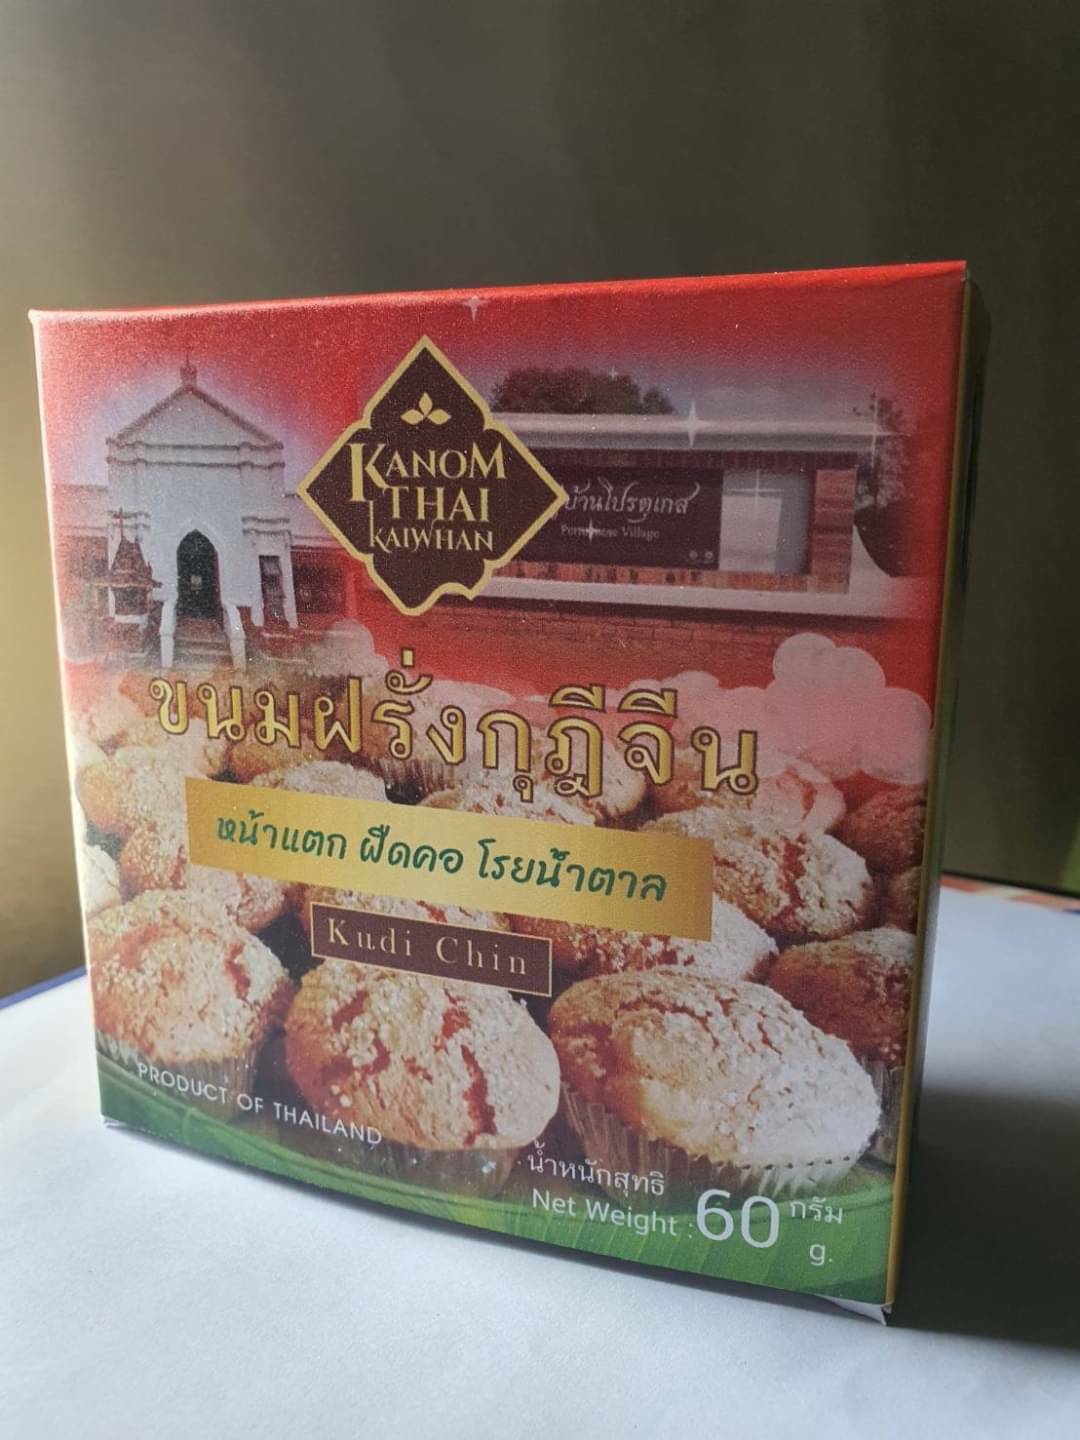 KANOM
THAI
KAIWHAN
บ้านโปรตุเกส
Portuguese Village
ขนมฝรั่งกุฎีจีน
หน้าแตก ฝืดคอ โรยน้ำตาล
Kudi Chin
PRODUCT OF THAILAND
น้ำหนักสุทธิ
Net Weight : 60 กรัม
g.